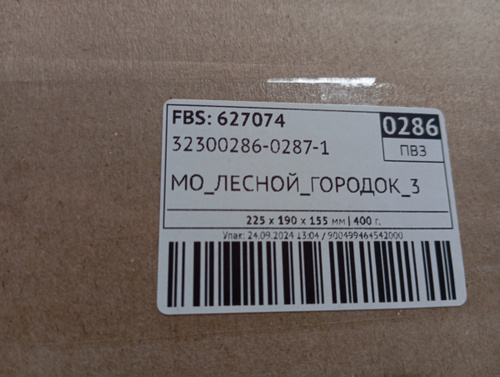 FBS: 627074
0286
32300286-0287-1
ПВЗ
МО_ЛЕСНОЙ_ГОРОДОК_3
225 x 190 x 155 мм | 400 г.
Упак: 24.09.2024 13:04 / 900499464542000